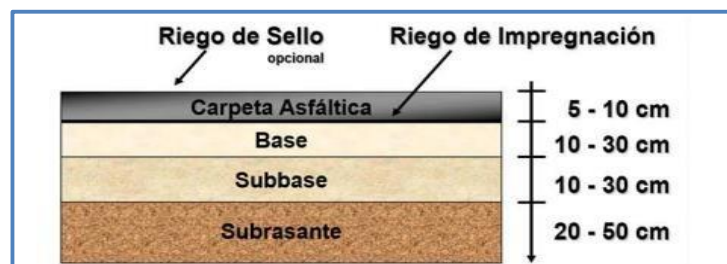 Riego de Sello
opcional
Riego de Impregnación
Carpeta Asfáltica
5 - 10 cm
Base
10 - 30 cm
Subbase
10 - 30 cm
Subrasante
20 - 50 cm